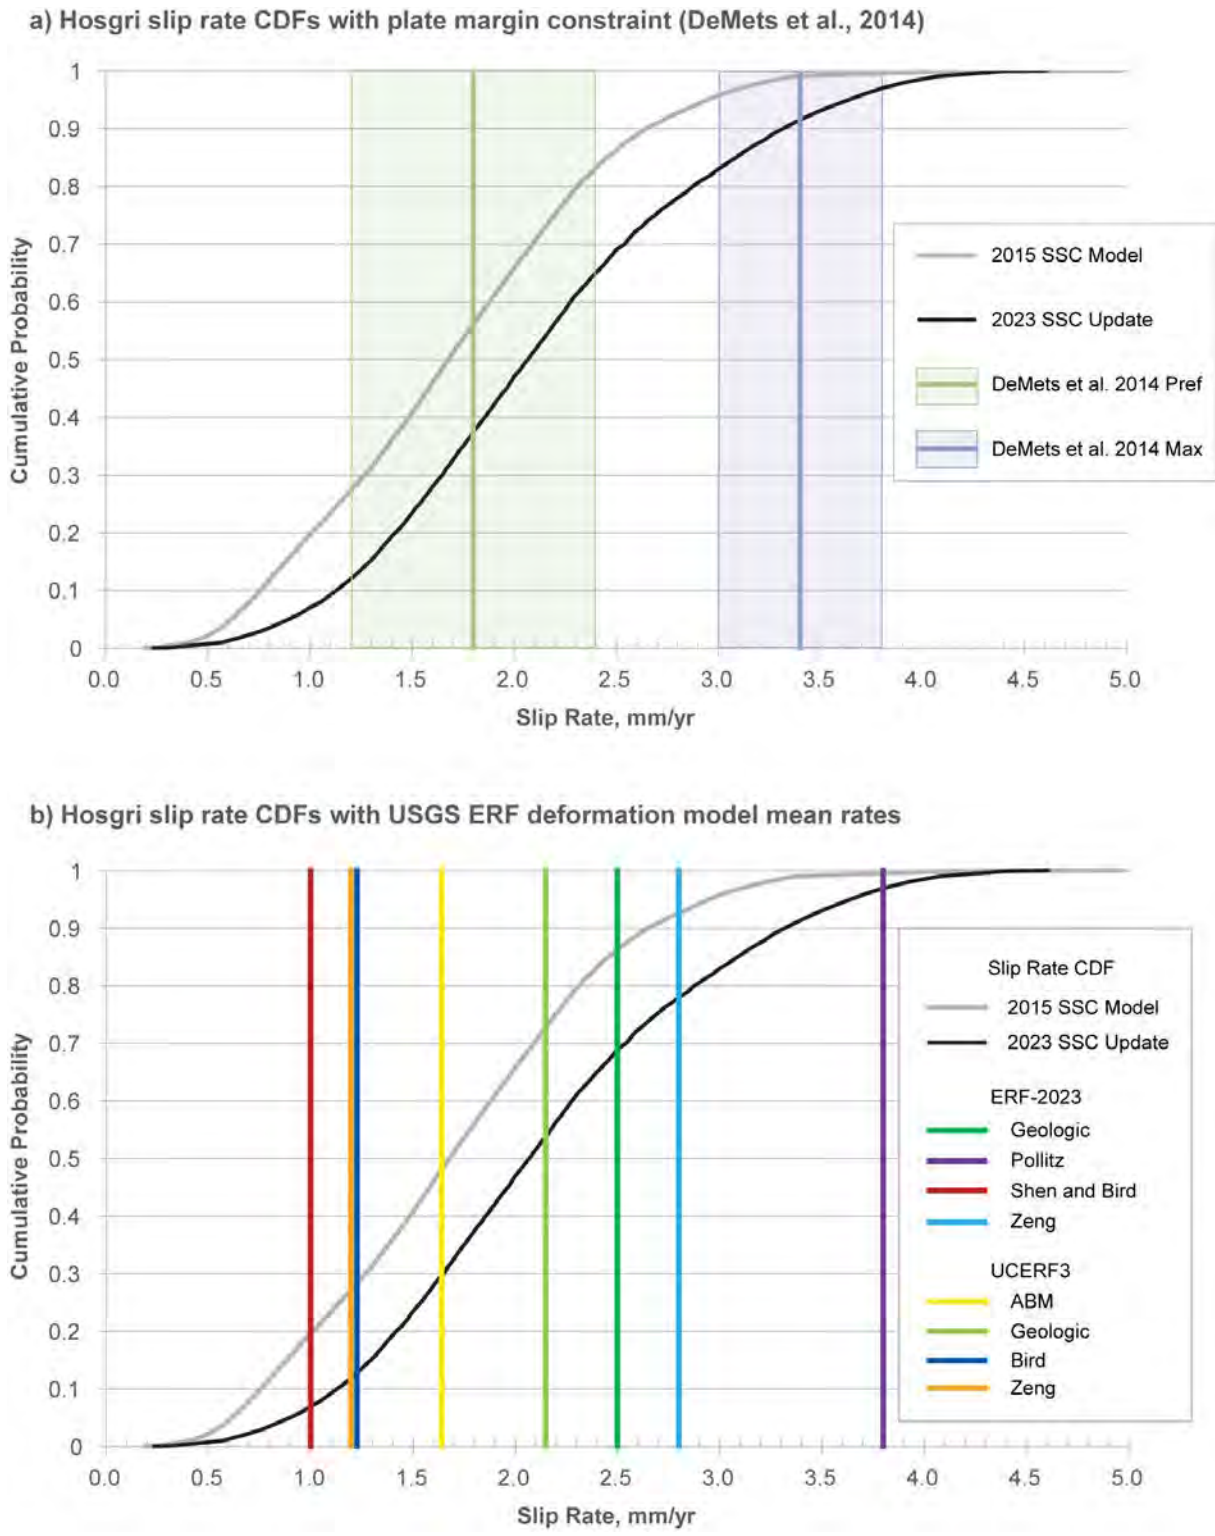 a) Hosgri slip rate CDFs with plate margin constraint (DeMets et al., 2014)
1
0.9
0.8
0.7
0.6
0.5
0.4
0.3
0.2
0.1
0
Cumulative Probability
0.0 0.5 1.0 1.5 2.0 2.5 3.0 3.5 4.0 4.5 5.0
Slip Rate, mm/yr
2015 SSC Model
2023 SSC Update
DeMets et al. 2014 Pref
DeMets et al. 2014 Max
b) Hosgri slip rate CDFs with USGS ERF deformation model mean rates
1
0.9
0.8
0.7
0.6
0.5
0.4
0.3
0.2
0.1
0
Cumulative Probability
0.0 0.5 1.0 1.5 2.0 2.5 3.0 3.5 4.0 4.5 5.0
Slip Rate, mm/yr
Slip Rate CDF
2015 SSC Model
2023 SSC Update
ERF-2023
Geologic
Pollitz
Shen and Bird
Zeng
UCERF3
ABM
Geologic
Bird
Zeng